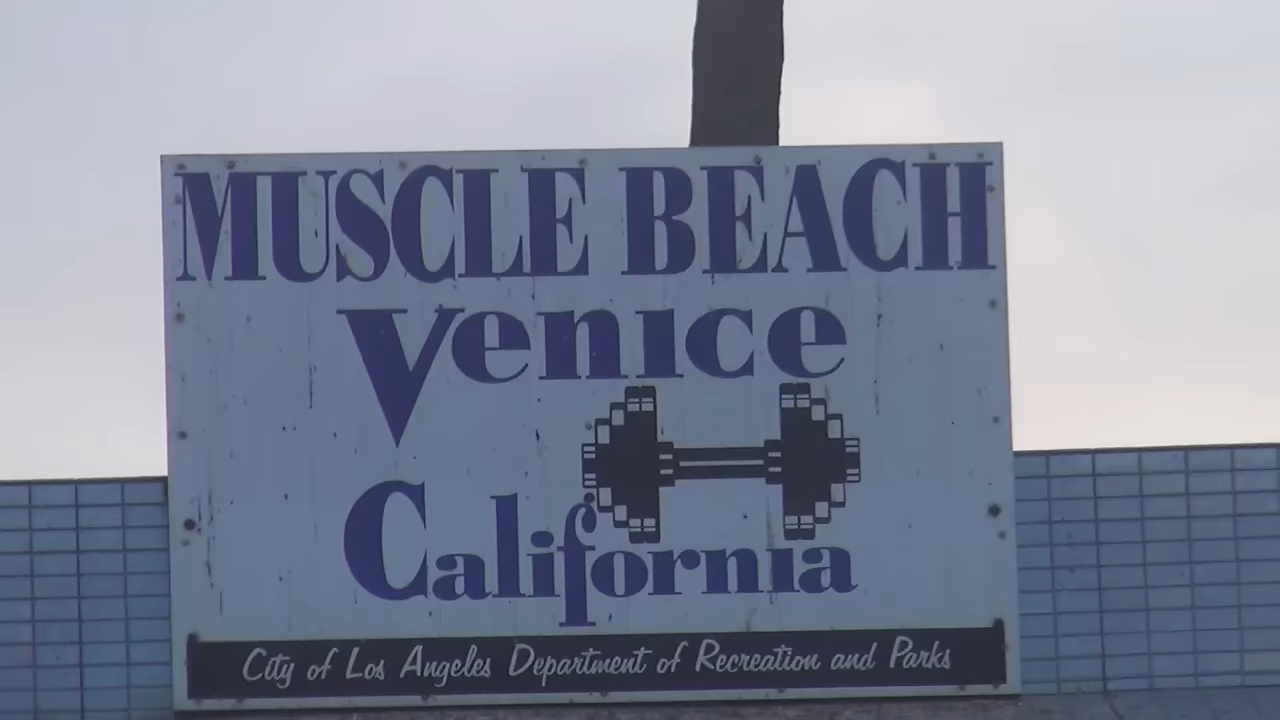 MUSCLE BEACH
Venice
California
City of Los Angeles Department of Recreation and Parks